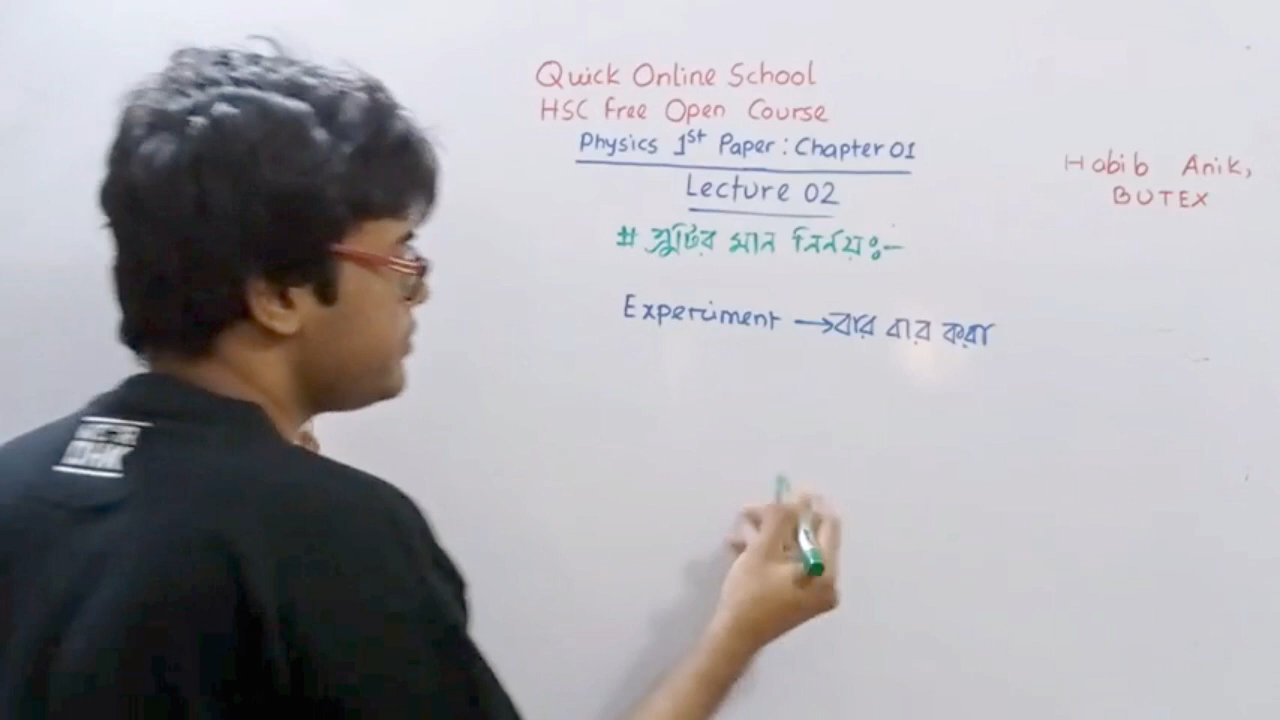 Quick Online School
HSC Free Open Course
Physics 1st Paper : Chapter 01
Lecture 02
# ত্রুটির মান নির্নয়ঃ-
Experiment → বার বার করা
Habib Anik,
BUTEX